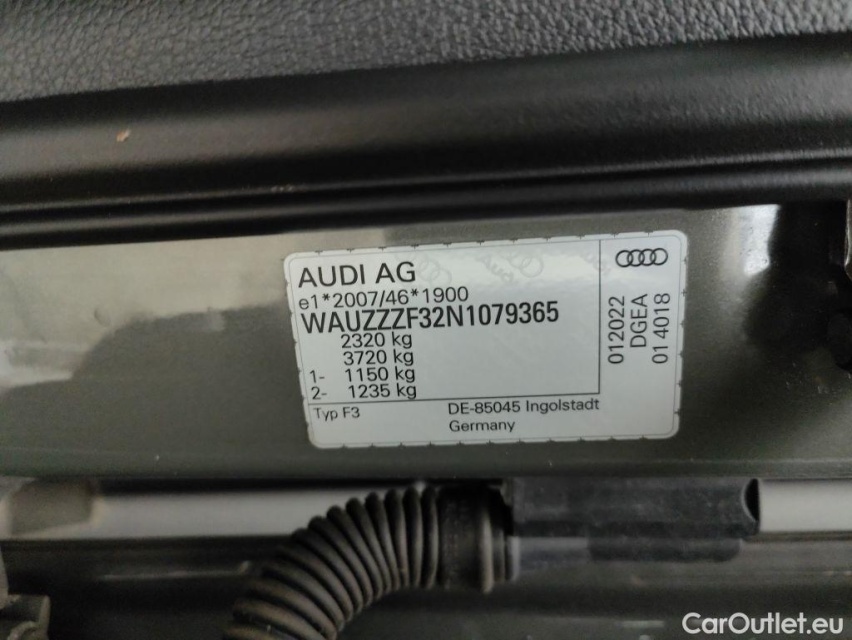 AUDI AG
e1*2007/46*1900
WAUZZZF32N1079365
2320 kg
3720 kg
1- 1150 kg
2- 1235 kg
Typ F3
DE-85045 Ingolstadt
Germany
012022
DGEA
014018
Audi
CarOutlet.eu